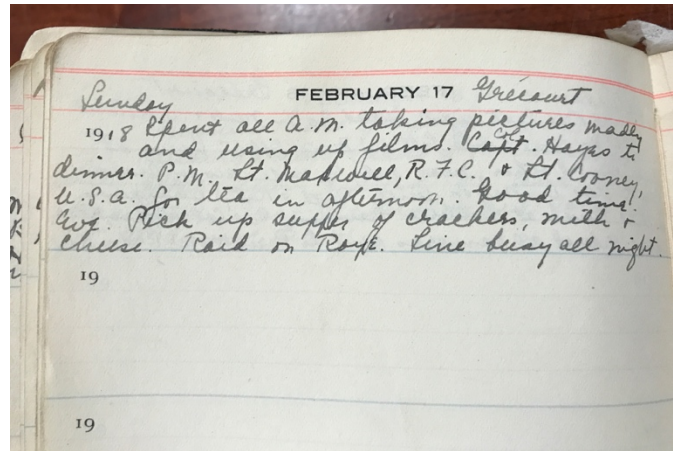 Sunday FEBRUARY 17 Grécourt
1918 Spent all A.M. taking pictures made
and using up films. Capt. Col. Hayes to
dinner. P.M. Lt. Maxwell, R.F.C. & Lt. Cooney,
U.S.A. for tea in afternoon. Good time.
Eve. Pick up supper of crackers, milk &
cheese. Raid on Roye. Line busy all night.
19
19